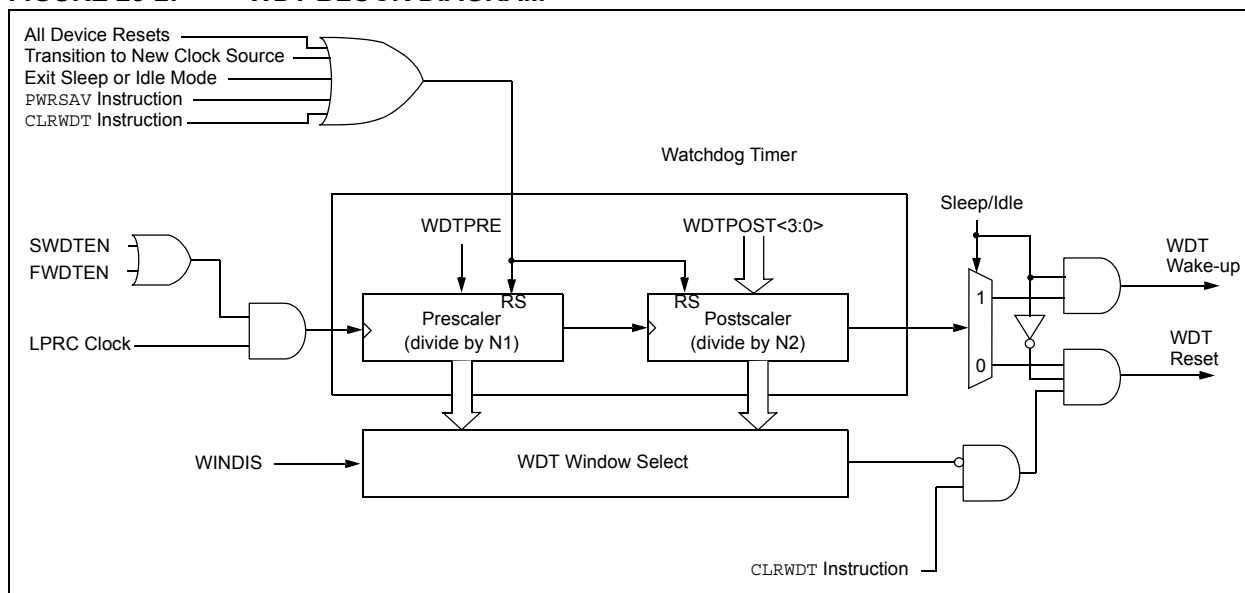 All Device Resets
Transition to New Clock Source
Exit Sleep or Idle Mode
PWRSAV Instruction
CLRWDT Instruction
Watchdog Timer
Sleep/Idle
WDTPRE
WDTPOST<3:0>
SWDTEN
FWDTEN
WDT
Wake-up
RS
RS
1
Prescaler
(divide by N1)
Postscaler
(divide by N2)
LPRC Clock
0
WDT
Reset
WINDIS
WDT Window Select
CLRWDT Instruction